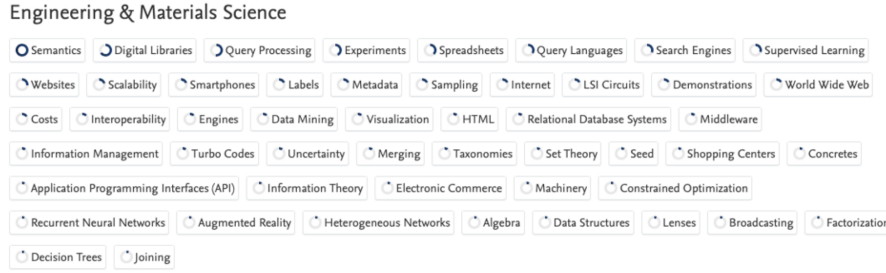 Engineering & Materials Science
Semantics Digital Libraries Query Processing Experiments Spreadsheets Query Languages Search Engines Supervised Learning
Websites Scalability Smartphones Labels Metadata Sampling Internet LSI Circuits Demonstrations World Wide Web
Costs Interoperability Engines Data Mining Visualization HTML Relational Database Systems Middleware
Information Management Turbo Codes Uncertainty Merging Taxonomies Set Theory Seed Shopping Centers Concretes
Application Programming Interfaces (API) Information Theory Electronic Commerce Machinery Constrained Optimization
Recurrent Neural Networks Augmented Reality Heterogeneous Networks Algebra Data Structures Lenses Broadcasting Factorization
Decision Trees Joining